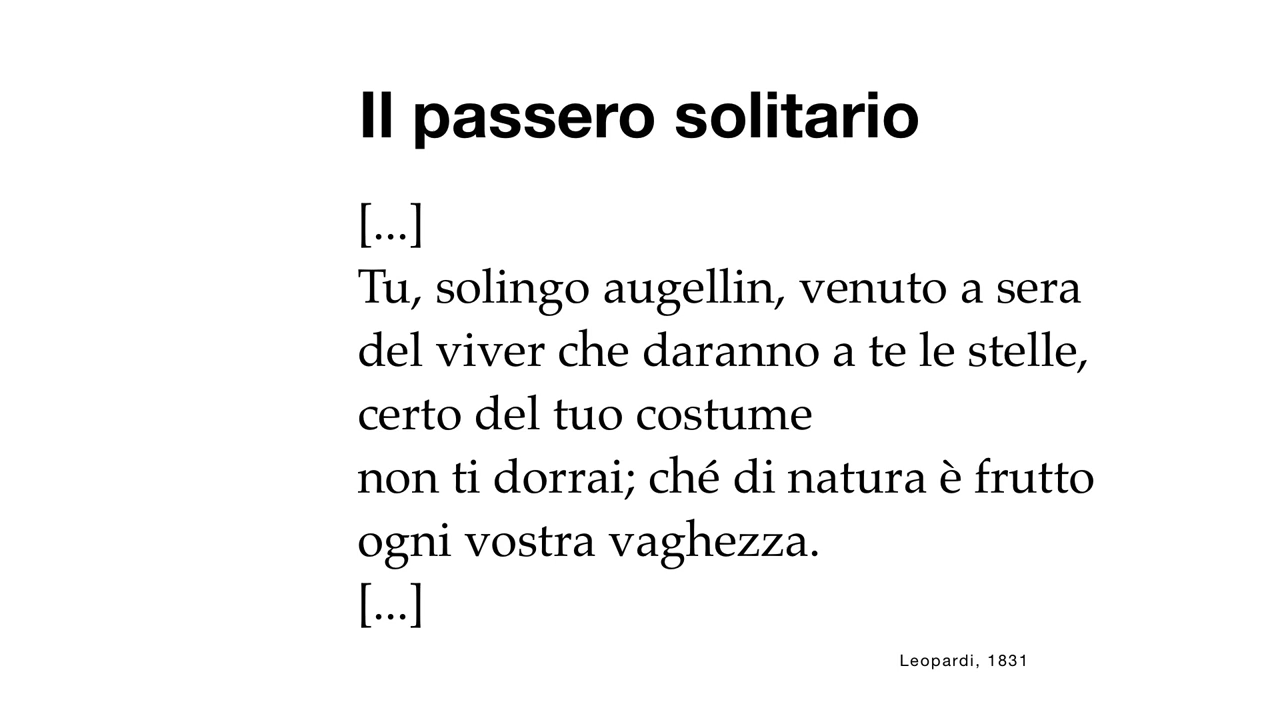 Il passero solitario
[...]
Tu, solingo augellin, venuto a sera
del viver che daranno a te le stelle,
certo del tuo costume
non ti dorrai; ché di natura è frutto
ogni vostra vaghezza.
[...]
Leopardi, 1831